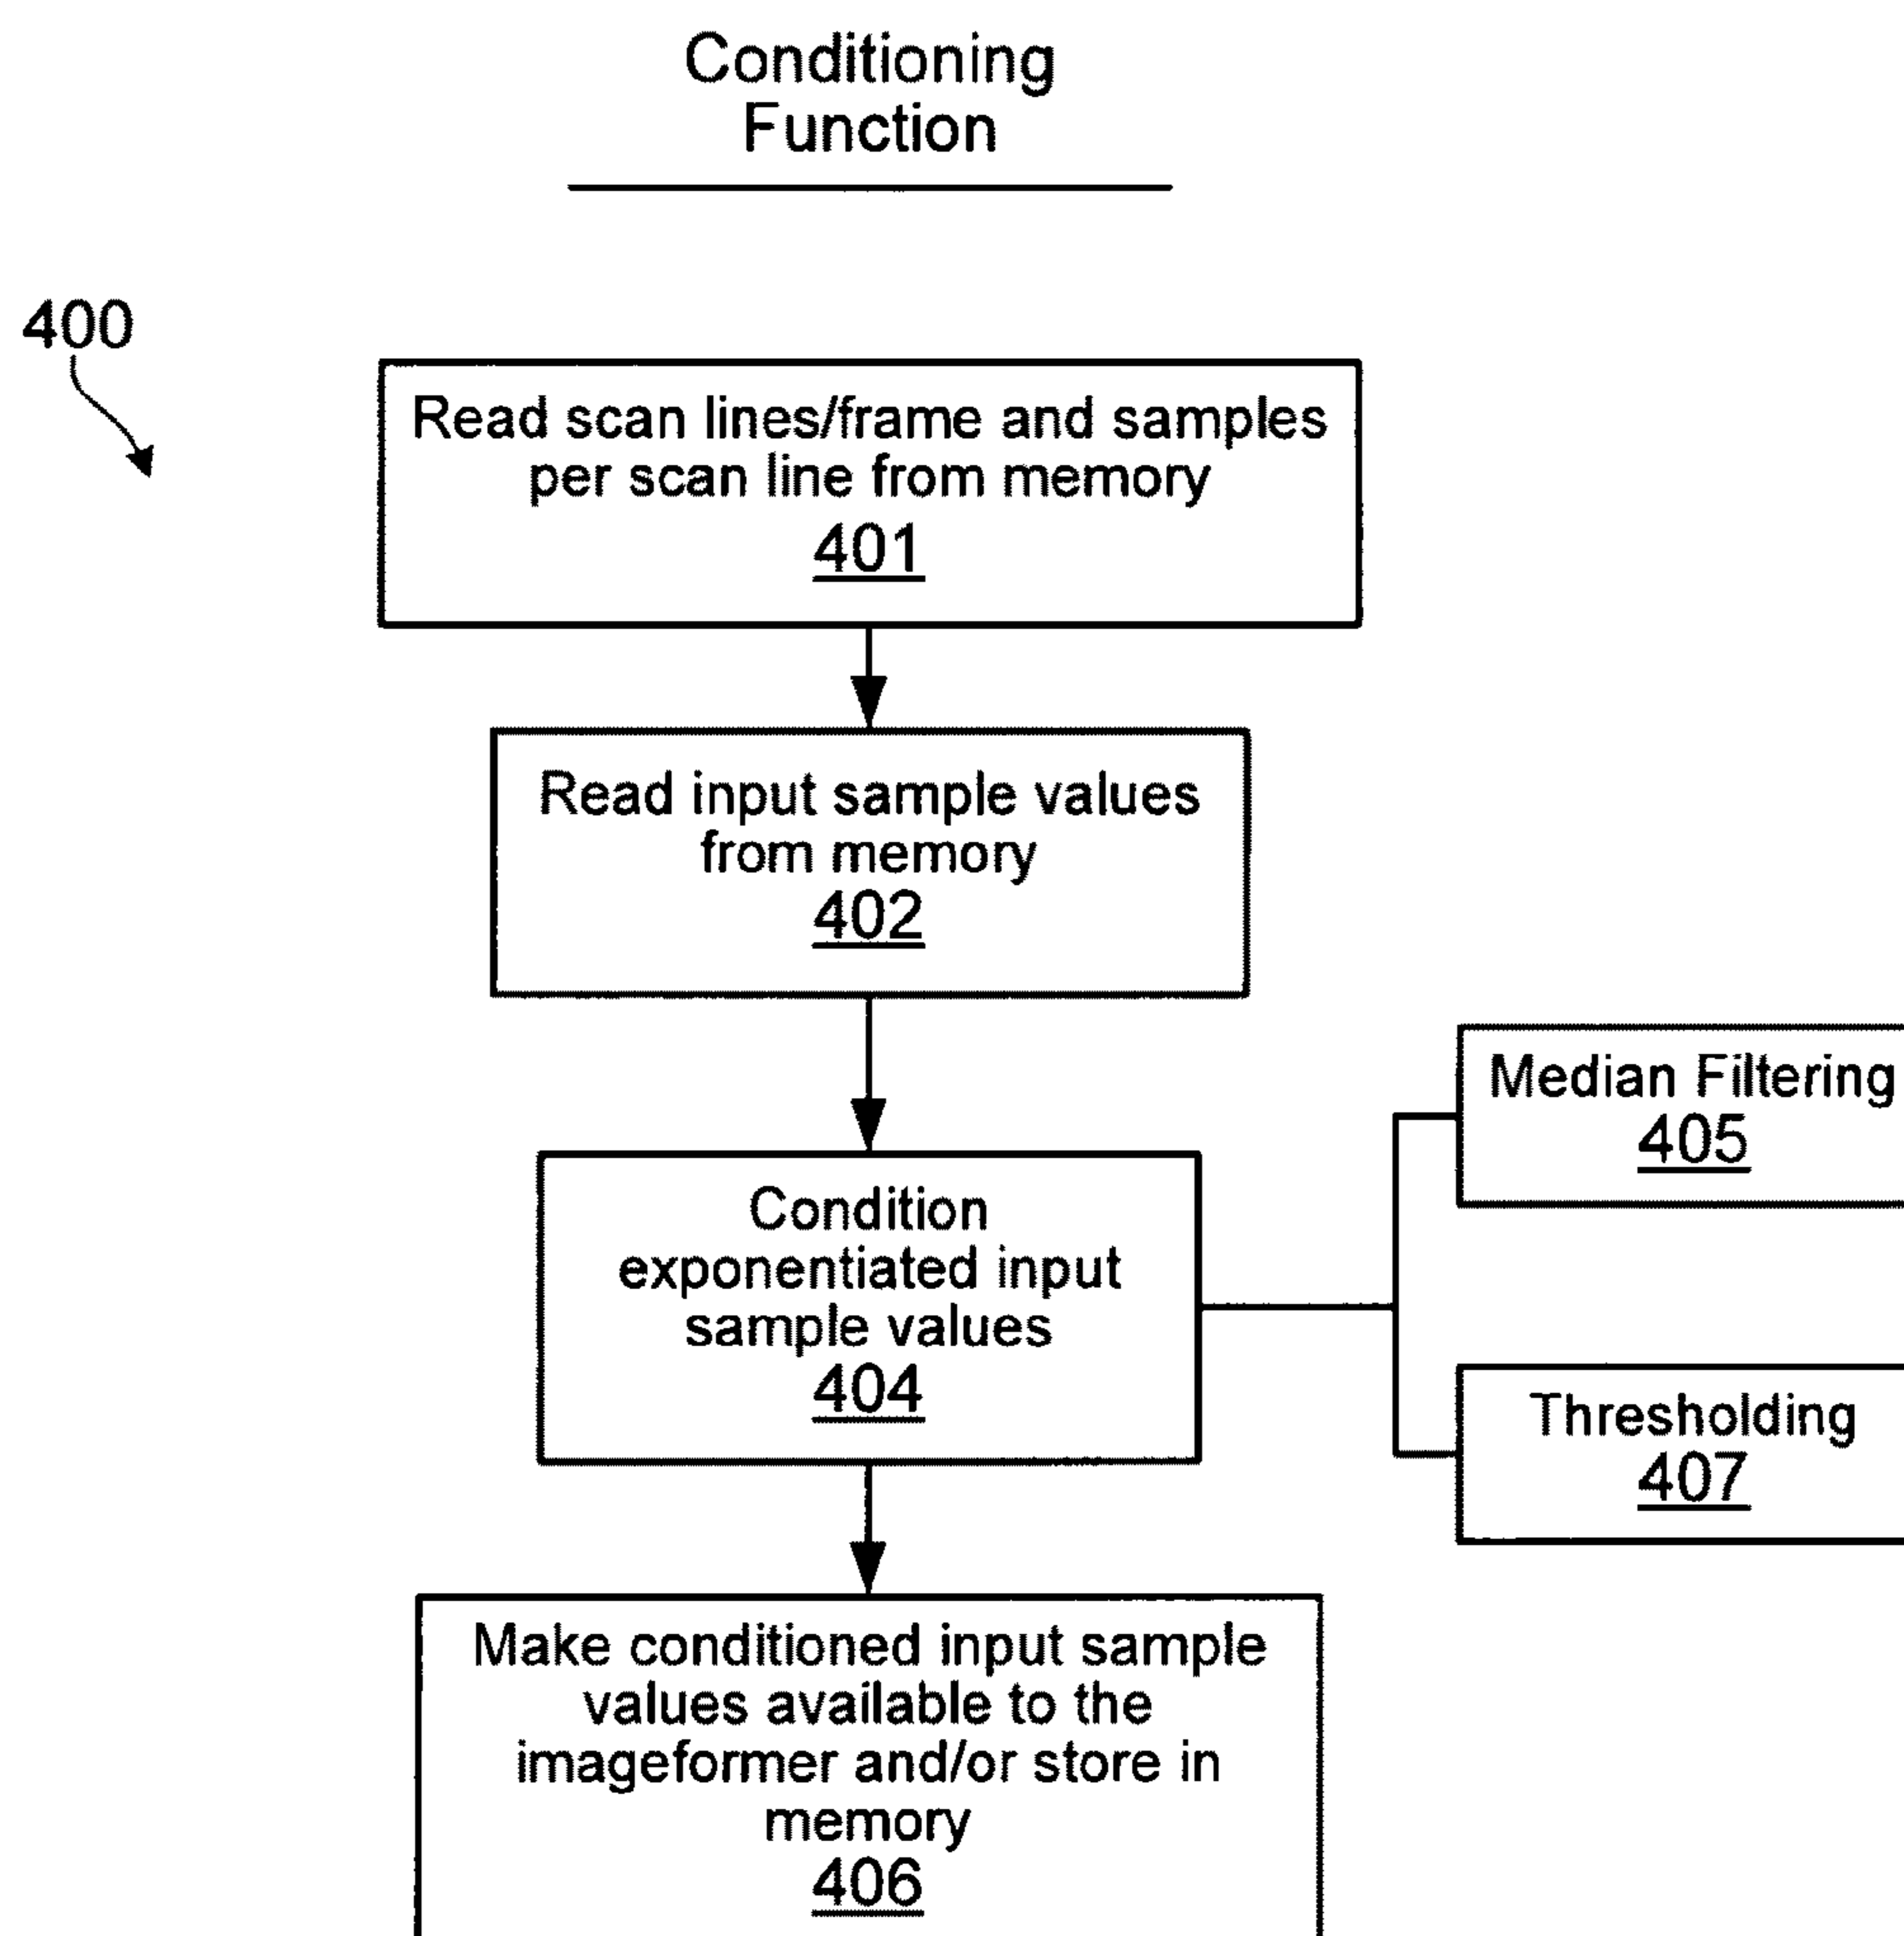 Conditioning
Function
400
Read scan lines/frame and samples
per scan line from memory
401
Read input sample values
from memory
402
Condition
exponentiated input
sample values
404
Median Filtering
405
Thresholding
407
Make conditioned input sample
values available to the
imageformer and/or store in
memory
406